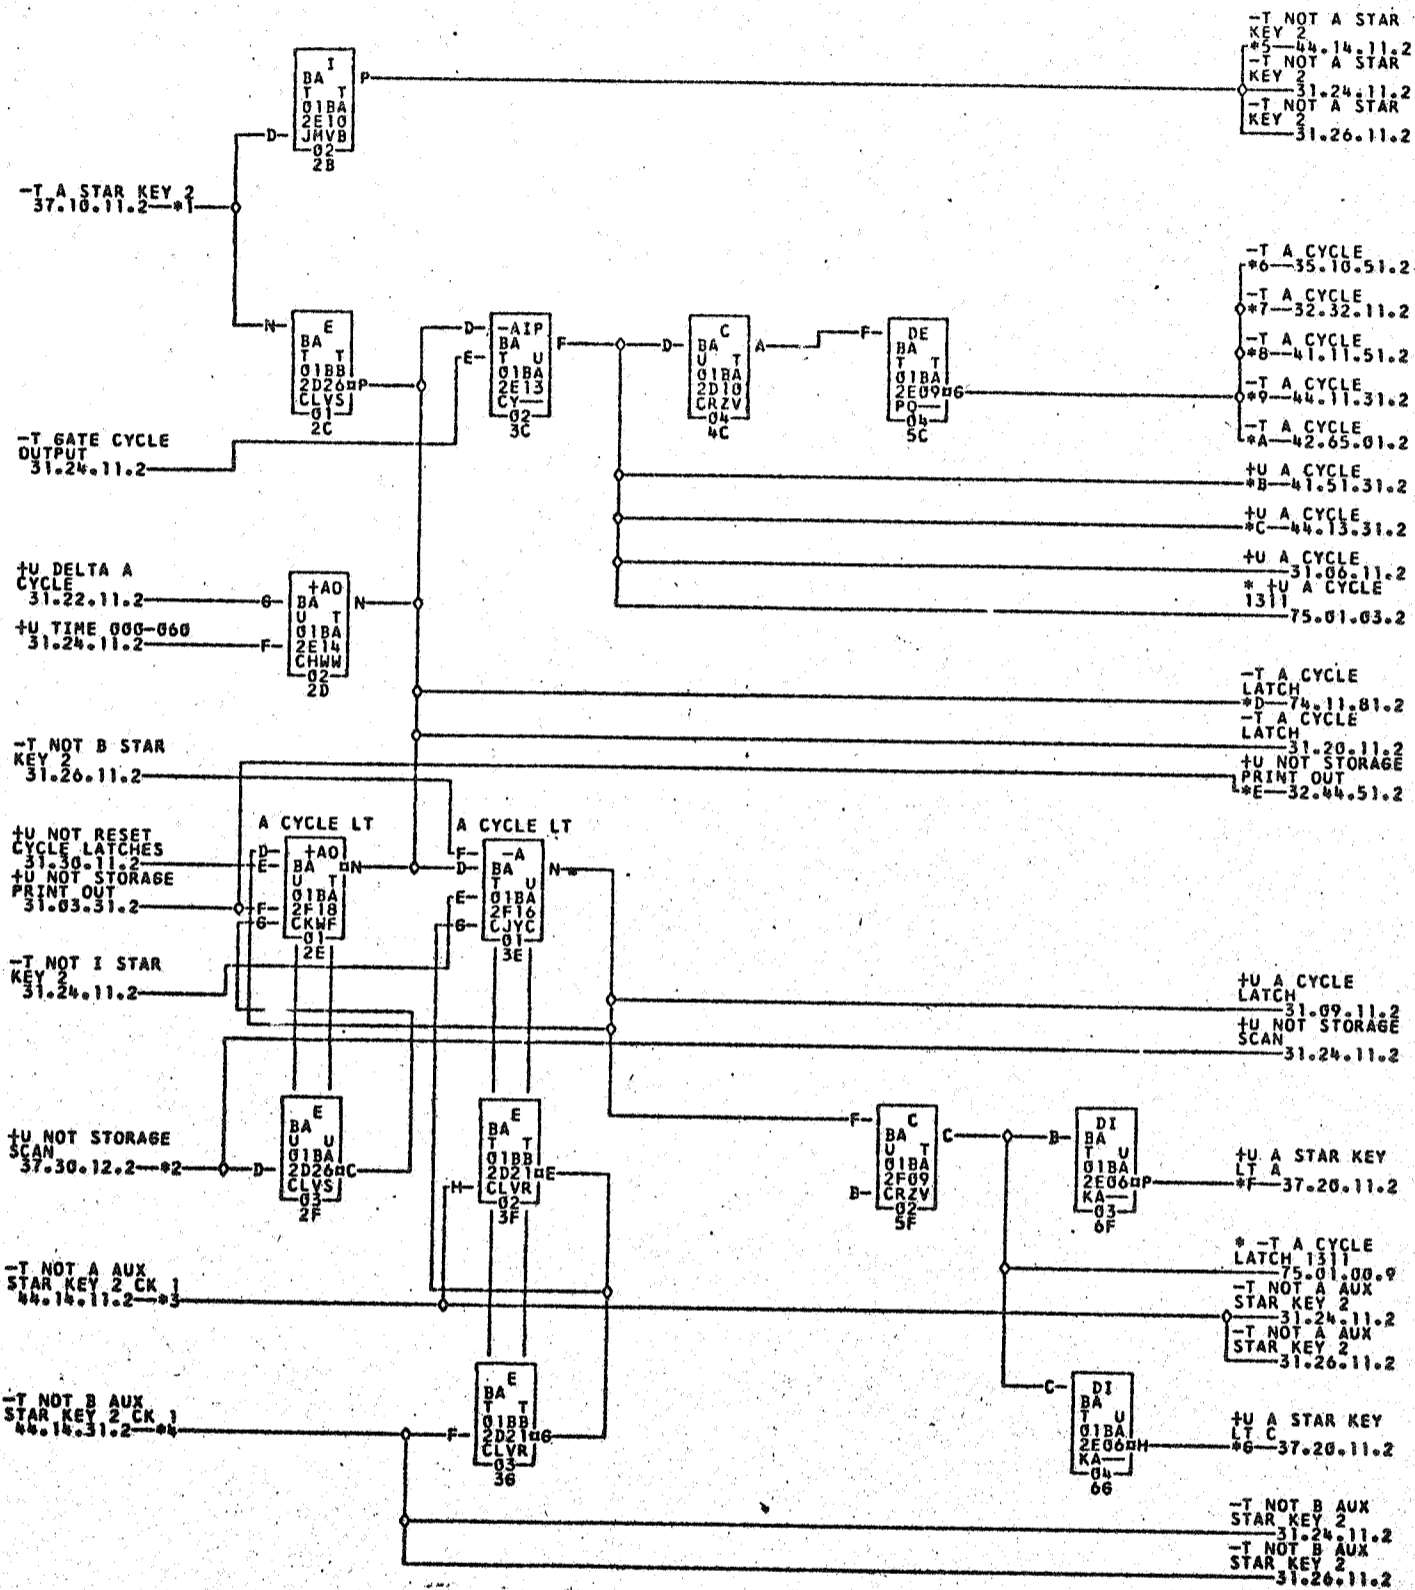 -T NOT A STAR
KEY 2
*5—44.14.11.2
-T NOT A STAR
KEY 2
31.24.11.2
-T NOT A STAR
KEY 2
31.26.11.2
I
BA P
T T
01BA
2E10
D JMVB
02
2B
-T A STAR KEY 2
37.10.11.2—*1
-T A CYCLE
*6—35.10.51.2
-T A CYCLE
*7—32.32.11.2
-T A CYCLE
*8—41.11.51.2
-T A CYCLE
*9—44.11.31.2
-T A CYCLE
*A—42.65.01.2
N E
BA
T T
01BB
2D26 P
CLVS
01
2C
D -AIP
BA F
E T U
01BA
2E13
CY
02
3C
C
D BA A
U T
01BA
2D10
CRZV
04
4C
F DE
BA
T T
01BA
2E09 G
PQ
04
5C
-T GATE CYCLE
OUTPUT
31.24.11.2
+U A CYCLE
*B—41.51.31.2
+U A CYCLE
*C—44.13.31.2
+U A CYCLE
31.06.11.2
* +U A CYCLE
1311
75.01.03.2
+U DELTA A
CYCLE
31.22.11.2
+U TIME 000-060
31.24.11.2
+AO
G BA N
U T
01BA
F 2E14
CHWW
02
2D
-T A CYCLE
LATCH
*D—74.11.81.2
-T A CYCLE
LATCH
31.20.11.2
+U NOT STORAGE
PRINT OUT
*E—32.44.51.2
-T NOT B STAR
KEY 2
31.26.11.2
+U NOT RESET
CYCLE LATCHES
31.30.11.2
+U NOT STORAGE
PRINT OUT
31.03.31.2
A CYCLE LT
D +AO
E BA N
U T
01BA
F 2F18
G CKWF
01
2E
A CYCLE LT
F -A
D BA N
T U
E 01BA
2F16
G CJYC
01
3E
-T NOT I STAR
KEY 2
31.24.11.2
+U A CYCLE
LATCH
31.09.11.2
+U NOT STORAGE
SCAN
31.24.11.2
+U NOT STORAGE
SCAN
37.30.12.2—*2
E
BA
U U
01BA
D 2D26 C
CLVS
03
2F
E
BA
T T
01BB
2D21 E
H CLVR
02
3F
F C
BA C
U T
01BA
2F09
B CRZV
02
5F
DI
B BA
T U
01BA
2E06 P
KA
03
6F
+U A STAR KEY
LT A
*F—37.20.11.2
* -T A CYCLE
LATCH 1311
75.01.00.9
-T NOT A AUX
STAR KEY 2
31.24.11.2
-T NOT A AUX
STAR KEY 2
31.26.11.2
-T NOT A AUX
STAR KEY 2 CK 1
44.14.11.2—*3
-T NOT B AUX
STAR KEY 2 CK 1
44.14.31.2—*4
E
BA
T T
01BB
F 2D21 G
CLVR
03
3G
C DI
BA
T U
01BA
2E06 H
KA
04
6G
+U A STAR KEY
LT C
*G—37.20.11.2
-T NOT B AUX
STAR KEY 2
31.24.11.2
-T NOT B AUX
STAR KEY 2
31.26.11.2